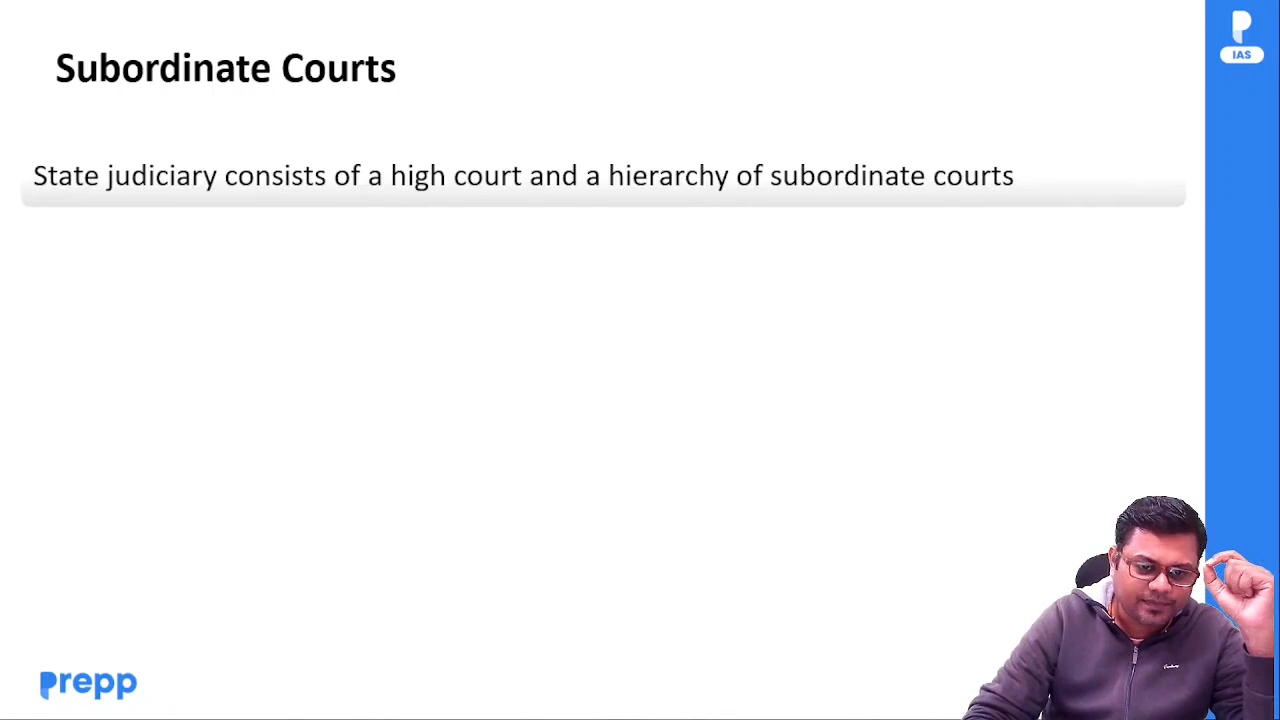 Subordinate Courts
State judiciary consists of a high court and a hierarchy of subordinate courts
IAS
prepp